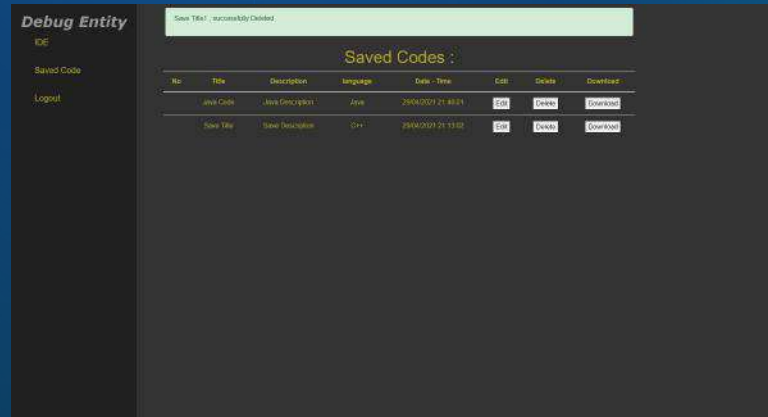 Debug Entity
IDE
Saved Code
Logout
Save Title1 , successfully Deleted
Saved Codes :
No Title Description language Date - Time Edit Delete Download
Java Code Java Description Java 29/04/2021 21:40:21 Edit Delete Download
Save Title Save Description C++ 29/04/2021 21:13:02 Edit Delete Download